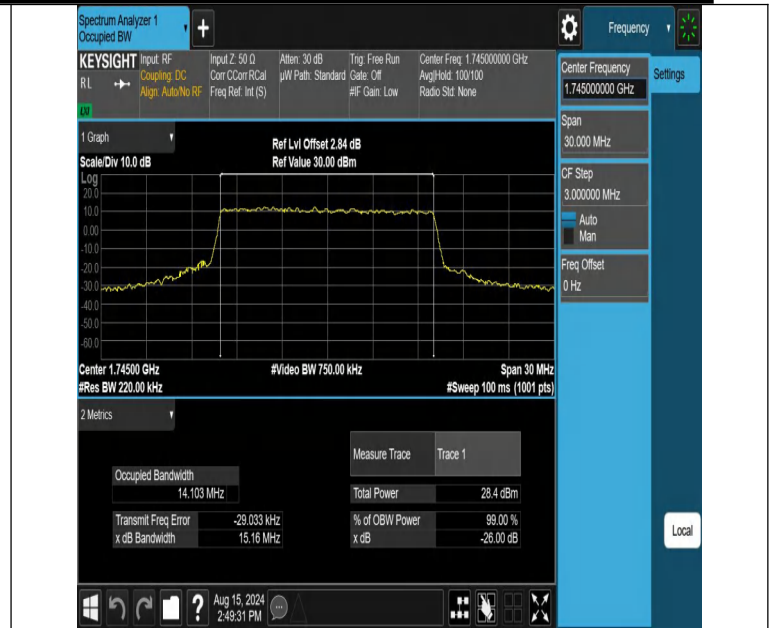 Spectrum Analyzer 1
Occupied BW
+
Frequency
KEYSIGHT
RL
LXI
Input: RF
Coupling: DC
Align: Auto/No RF
Input Z: 50 Ω
Corr CCorr RCal
Freq Ref: Int (S)
Atten: 30 dB
µW Path: Standard
Trig: Free Run
Gate: Off
#IF Gain: Low
Center Freq: 1.745000000 GHz
Avg|Hold: 100/100
Radio Std: None
Center Frequency
1.745000000 GHz
Settings
Span
30.000 MHz
CF Step
3.000000 MHz
Auto
Man
Freq Offset
0 Hz
1 Graph
Scale/Div 10.0 dB
Ref Lvl Offset 2.84 dB
Ref Value 30.00 dBm
Log
20.0
10.0
0.00
-10.0
-20.0
-30.0
-40.0
-50.0
-60.0
Center 1.74500 GHz
#Res BW 220.00 kHz
#Video BW 750.00 kHz
Span 30 MHz
#Sweep 100 ms (1001 pts)
2 Metrics
Measure Trace Trace 1
Occupied Bandwidth
14.103 MHz
Total Power 28.4 dBm
Transmit Freq Error -29.033 kHz
% of OBW Power 99.00 %
x dB Bandwidth 15.16 MHz
x dB -26.00 dB
Local
?
Aug 15, 2024
2:49:31 PM